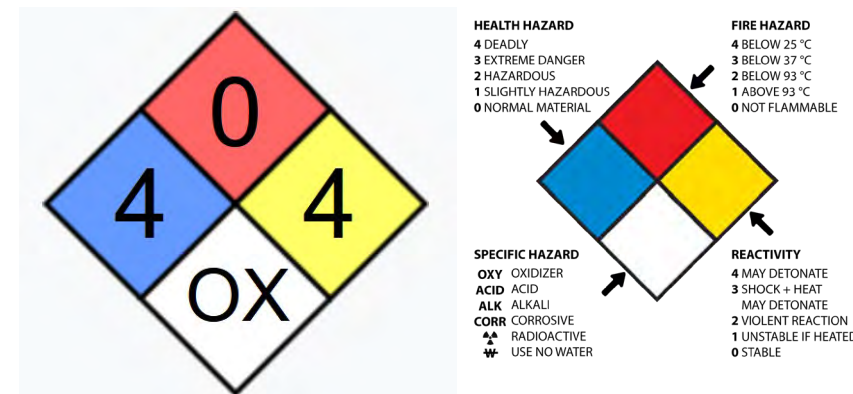 0
4
4
OX
HEALTH HAZARD
4 DEADLY
3 EXTREME DANGER
2 HAZARDOUS
1 SLIGHTLY HAZARDOUS
0 NORMAL MATERIAL
FIRE HAZARD
4 BELOW 25 °C
3 BELOW 37 °C
2 BELOW 93 °C
1 ABOVE 93 °C
0 NOT FLAMMABLE
SPECIFIC HAZARD
OXY OXIDIZER
ACID ACID
ALK ALKALI
CORR CORROSIVE
RADIOACTIVE
W USE NO WATER
REACTIVITY
4 MAY DETONATE
3 SHOCK + HEAT
MAY DETONATE
2 VIOLENT REACTION
1 UNSTABLE IF HEATED
0 STABLE